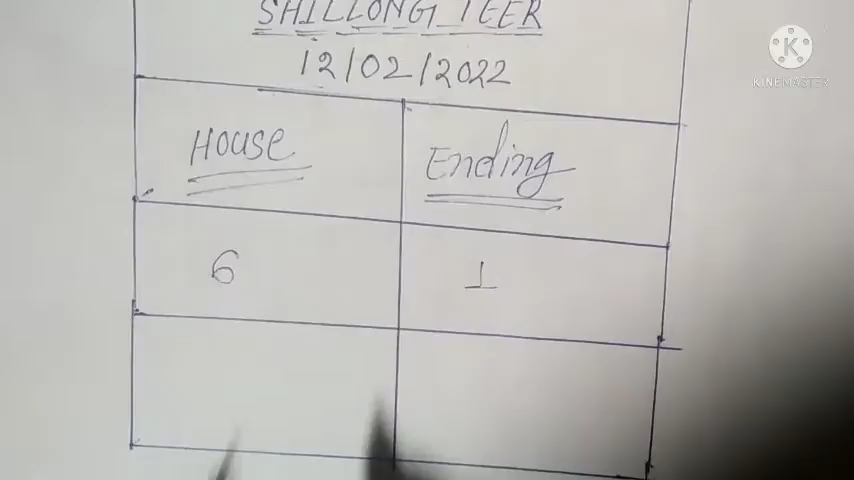 SHILLONG TEER
12/02/2022
House Ending
6 1
K
KINEMASTER